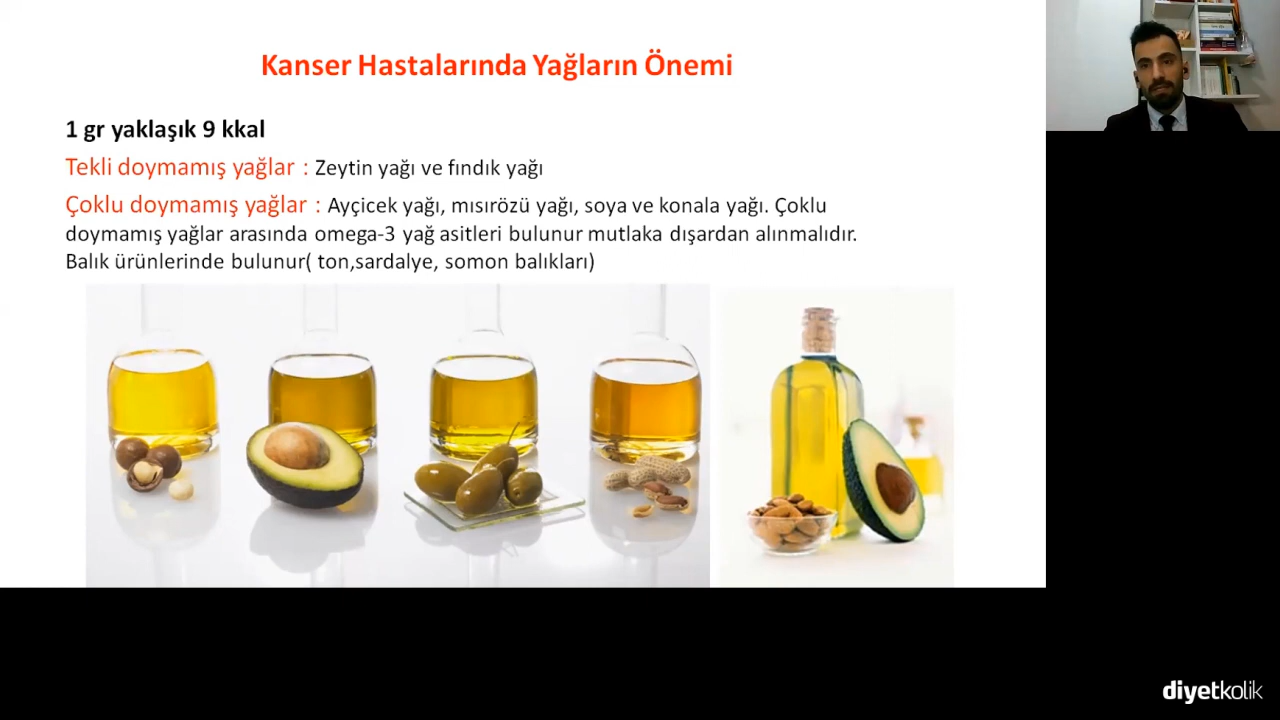 Kanser Hastalarında Yağların Önemi
1 gr yaklaşık 9 kkal
Tekli doymamış yağlar : Zeytin yağı ve fındık yağı
Çoklu doymamış yağlar : Ayçicek yağı, mısırözü yağı, soya ve konala yağı. Çoklu
doymamış yağlar arasında omega-3 yağ asitleri bulunur mutlaka dışardan alınmalıdır.
Balık ürünlerinde bulunur( ton,sardalye, somon balıkları)
diyetkolik